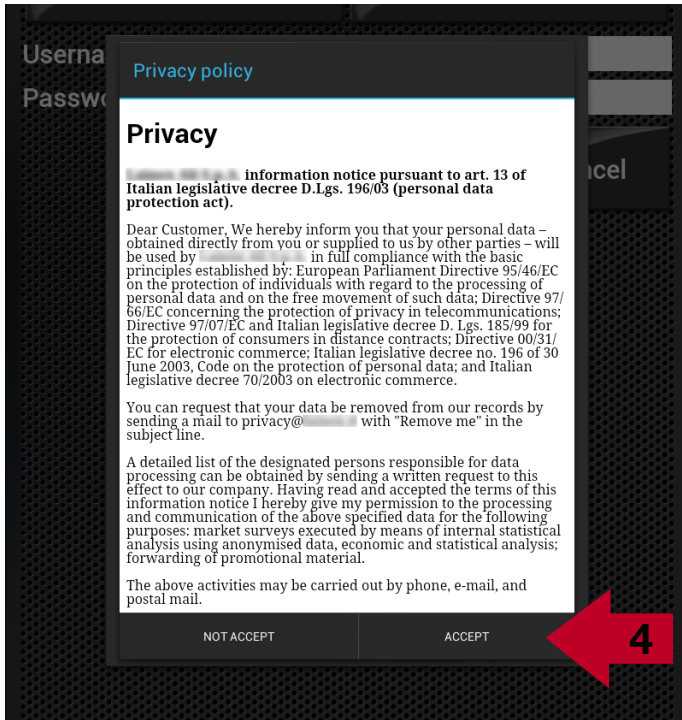 Userna
Passwo
ncel
Privacy policy
Privacy
information notice pursuant to art. 13 of
Italian legislative decree D.Lgs. 196/03 (personal data
protection act).
Dear Customer, We hereby inform you that your personal data –
obtained directly from you or supplied to us by other parties – will
be used by in full compliance with the basic
principles established by: European Parliament Directive 95/46/EC
on the protection of individuals with regard to the processing of
personal data and on the free movement of such data; Directive 97/
66/EC concerning the protection of privacy in telecommunications;
Directive 97/07/EC and Italian legislative decree D. Lgs. 185/99 for
the protection of consumers in distance contracts; Directive 00/31/
EC for electronic commerce; Italian legislative decree no. 196 of 30
June 2003, Code on the protection of personal data; and Italian
legislative decree 70/2003 on electronic commerce.
You can request that your data be removed from our records by
sending a mail to privacy@ with "Remove me" in the
subject line.
A detailed list of the designated persons responsible for data
processing can be obtained by sending a written request to this
effect to our company. Having read and accepted the terms of this
information notice I hereby give my permission to the processing
and communication of the above specified data for the following
purposes: market surveys executed by means of internal statistical
analysis using anonymised data, economic and statistical analysis;
forwarding of promotional material.
The above activities may be carried out by phone, e-mail, and
postal mail.
NOT ACCEPT
ACCEPT
4